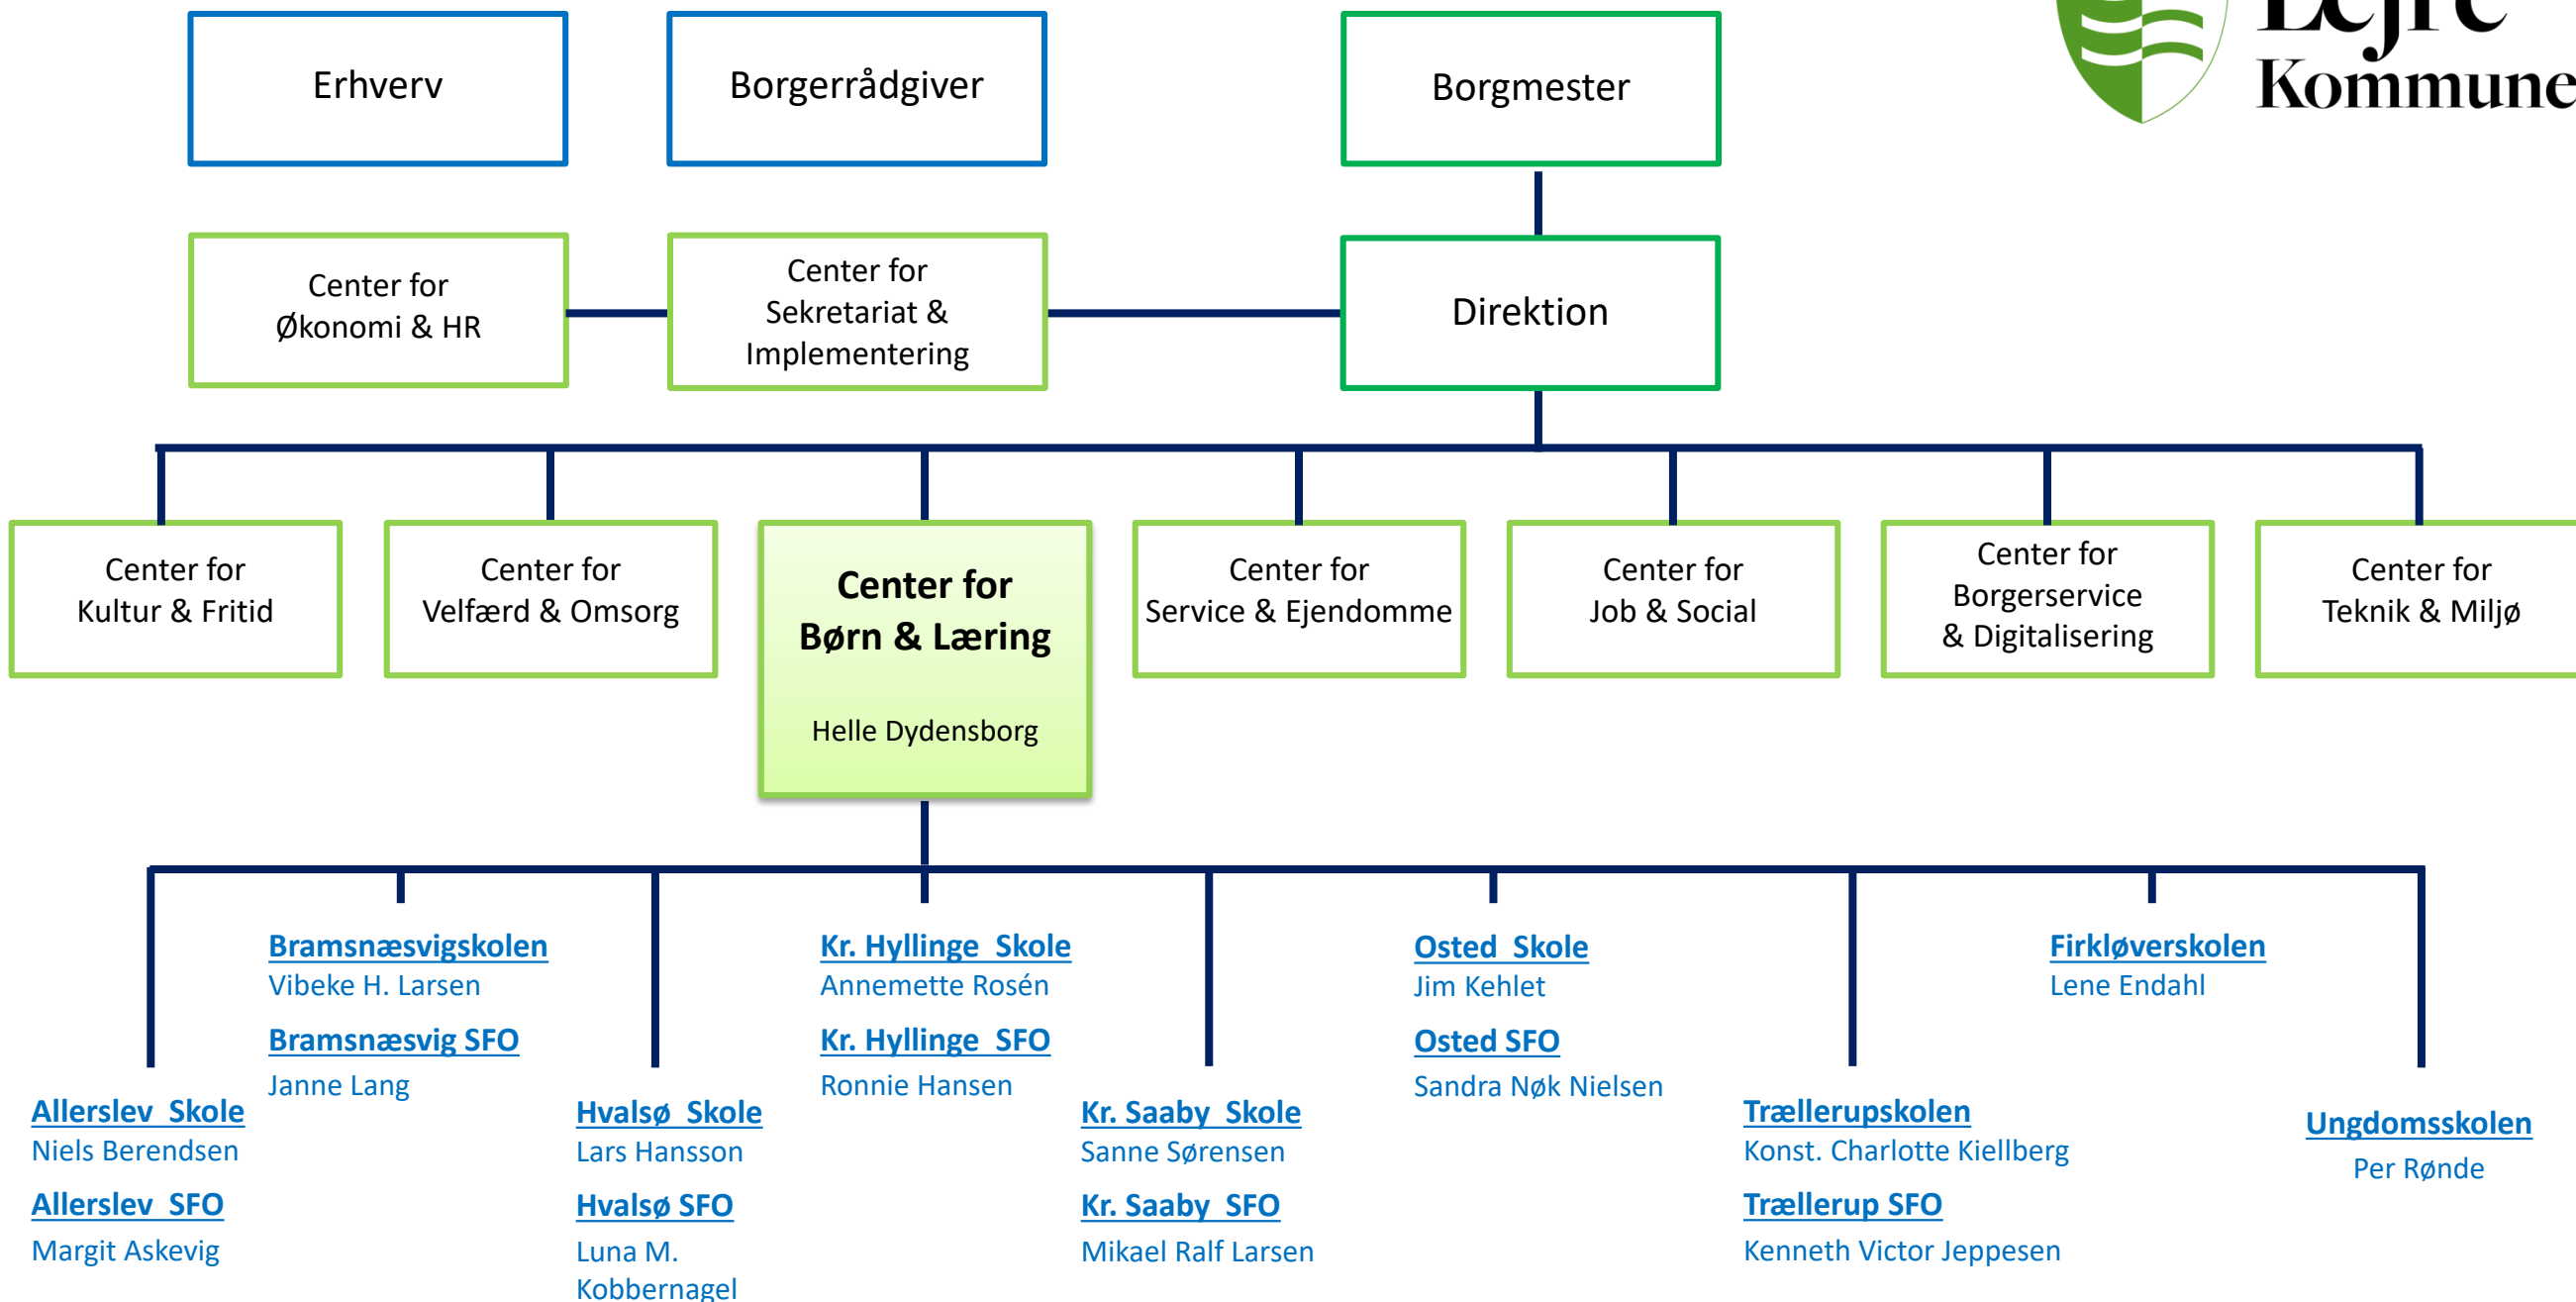 Erhverv
Borgerrådgiver
Borgmester
Lejre
Kommune
Center for
Økonomi & HR
Center for
Sekretariat &
Implementering
Direktion
Center for
Kultur & Fritid
Center for
Velfærd & Omsorg
Center for
Børn & Læring
Helle Dydensborg
Center for
Service & Ejendomme
Center for
Job & Social
Center for
Borgerservice
& Digitalisering
Center for
Teknik & Miljø
Allerslev  Skole
Niels Berendsen
Allerslev  SFO
Margit Askevig
Bramsnæsvigskolen
Vibeke H. Larsen
Bramsnæsvig SFO
Janne Lang
Hvalsø  Skole
Lars Hansson
Hvalsø SFO
Luna M.
Kobbernagel
Kr. Hyllinge  Skole
Annemette Rosén
Kr. Hyllinge  SFO
Ronnie Hansen
Kr. Saaby  Skole
Sanne Sørensen
Kr. Saaby  SFO
Mikael Ralf Larsen
Osted  Skole
Jim Kehlet
Osted SFO
Sandra Nøk Nielsen
Trællerupskolen
Konst. Charlotte Kiellberg
Trællerup SFO
Kenneth Victor Jeppesen
Firkløverskolen
Lene Endahl
Ungdomsskolen
Per Rønde